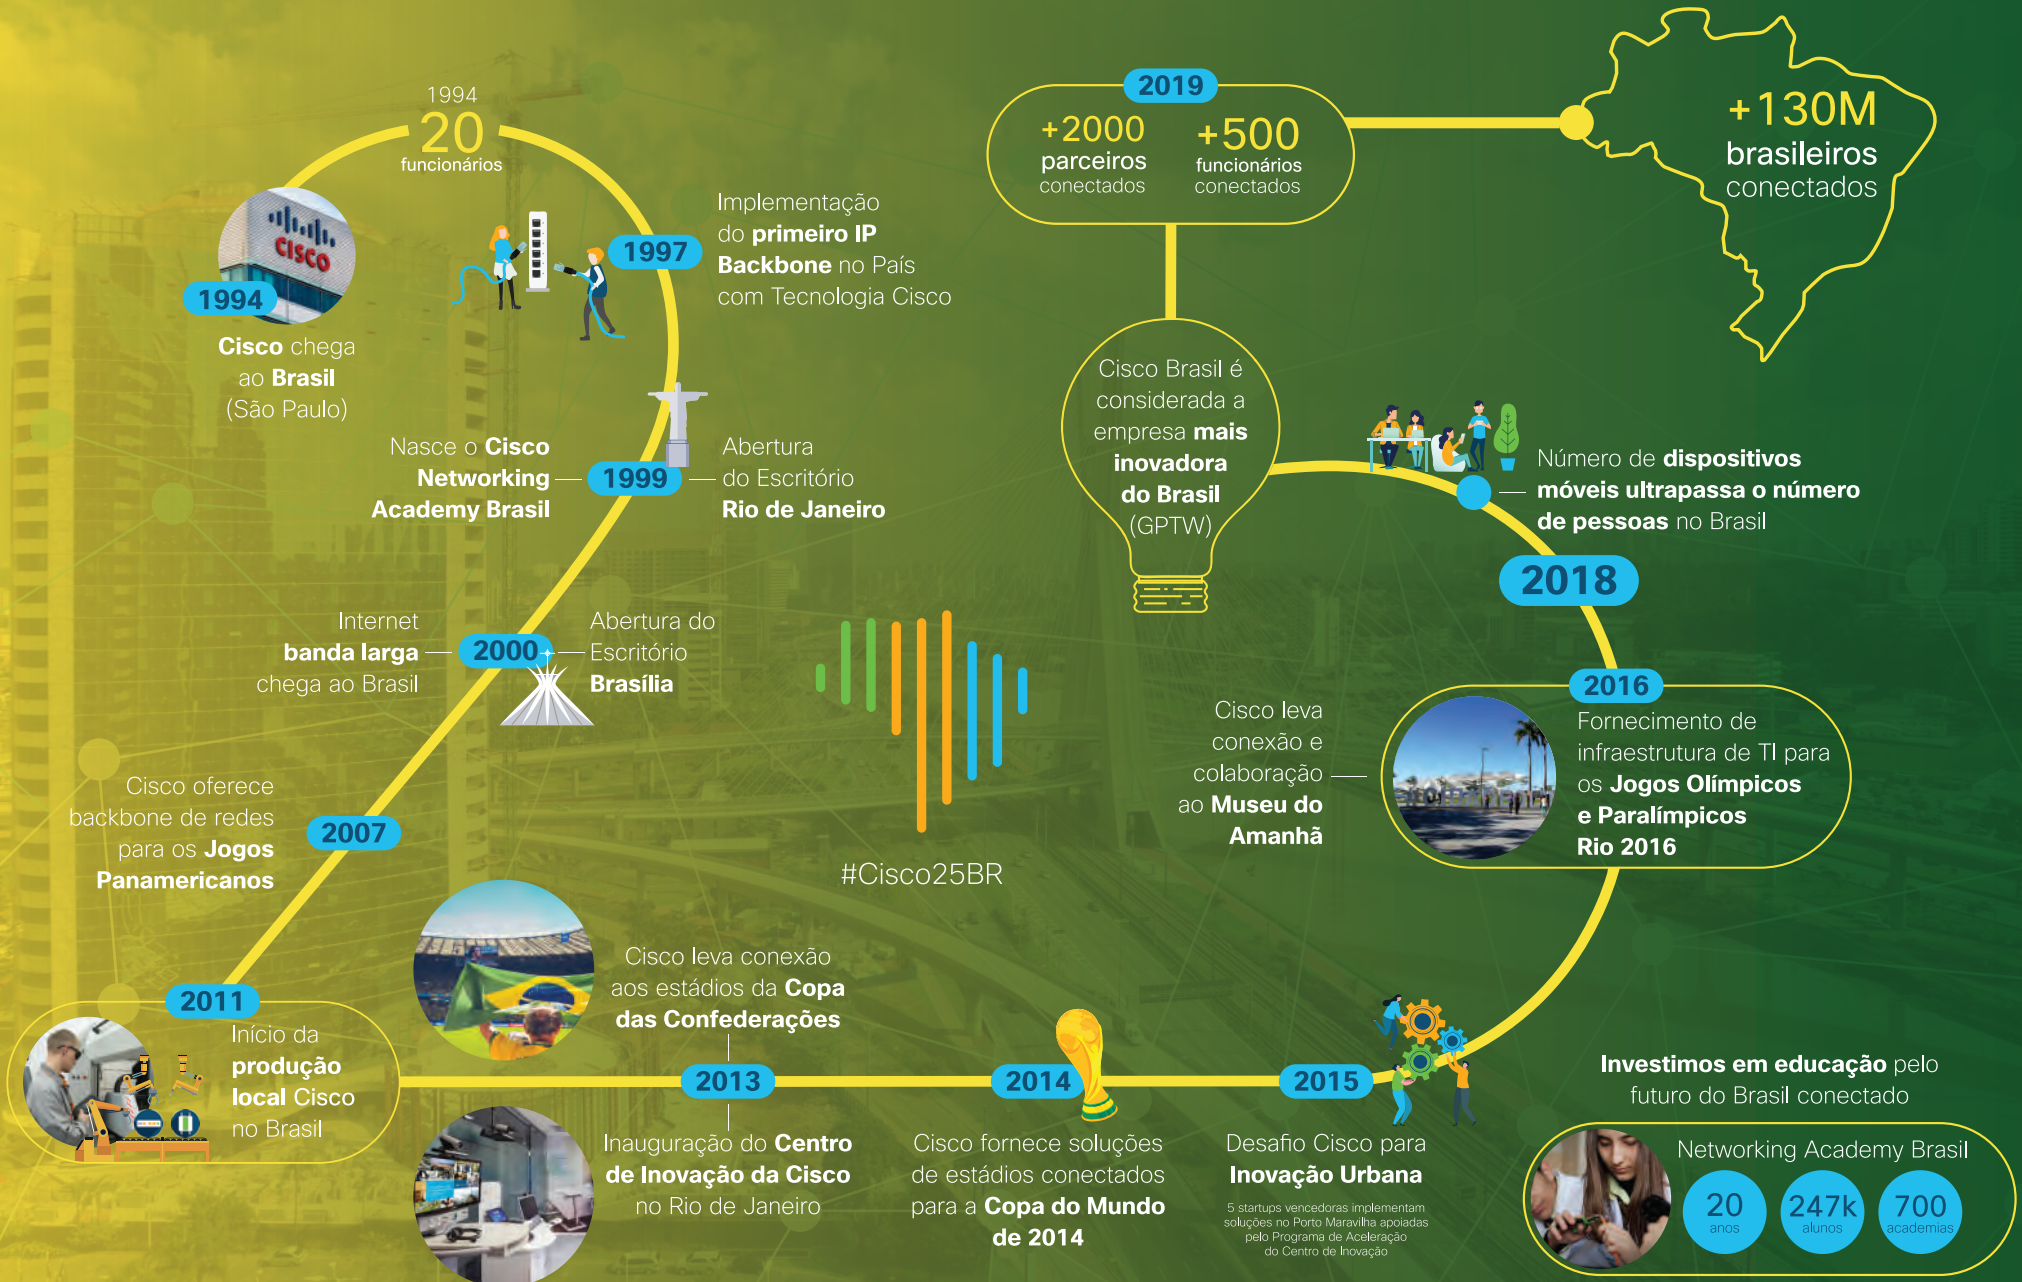 1994
20
funcionários
CISCO
1994
Cisco chega
ao Brasil
(São Paulo)
1997
Implementação
do primeiro IP
Backbone no País
com Tecnologia Cisco
Nasce o Cisco
Networking
Academy Brasil
1999
Abertura
do Escritório
Rio de Janeiro
Internet
banda larga
chega ao Brasil
2000
Abertura do
Escritório
Brasília
Cisco oferece
backbone de redes
para os Jogos
Panamericanos
2007
2011
Início da
produção
local Cisco
no Brasil
Cisco leva conexão
aos estádios da Copa
das Confederações
2013
Inauguração do Centro
de Inovação da Cisco
no Rio de Janeiro
2014
Cisco fornece soluções
de estádios conectados
para a Copa do Mundo
de 2014
2015
Desafio Cisco para
Inovação Urbana
5 startups vencedoras implementam
soluções no Porto Maravilha apoiadas
pelo Programa de Aceleração
do Centro de Inovação
2016
Fornecimento de
infraestrutura de TI para
os Jogos Olímpicos
e Paralímpicos
Rio 2016
Cisco leva
conexão e
colaboração
ao Museu do
Amanhã
2018
Número de dispositivos
móveis ultrapassa o número
de pessoas no Brasil
Cisco Brasil é
considerada a
empresa mais
inovadora
do Brasil
(GPTW)
2019
+2000
parceiros
conectados
+500
funcionários
conectados
+130M
brasileiros
conectados
#Cisco25BR
Investimos em educação pelo
futuro do Brasil conectado
Networking Academy Brasil
20
anos
247k
alunos
700
academias